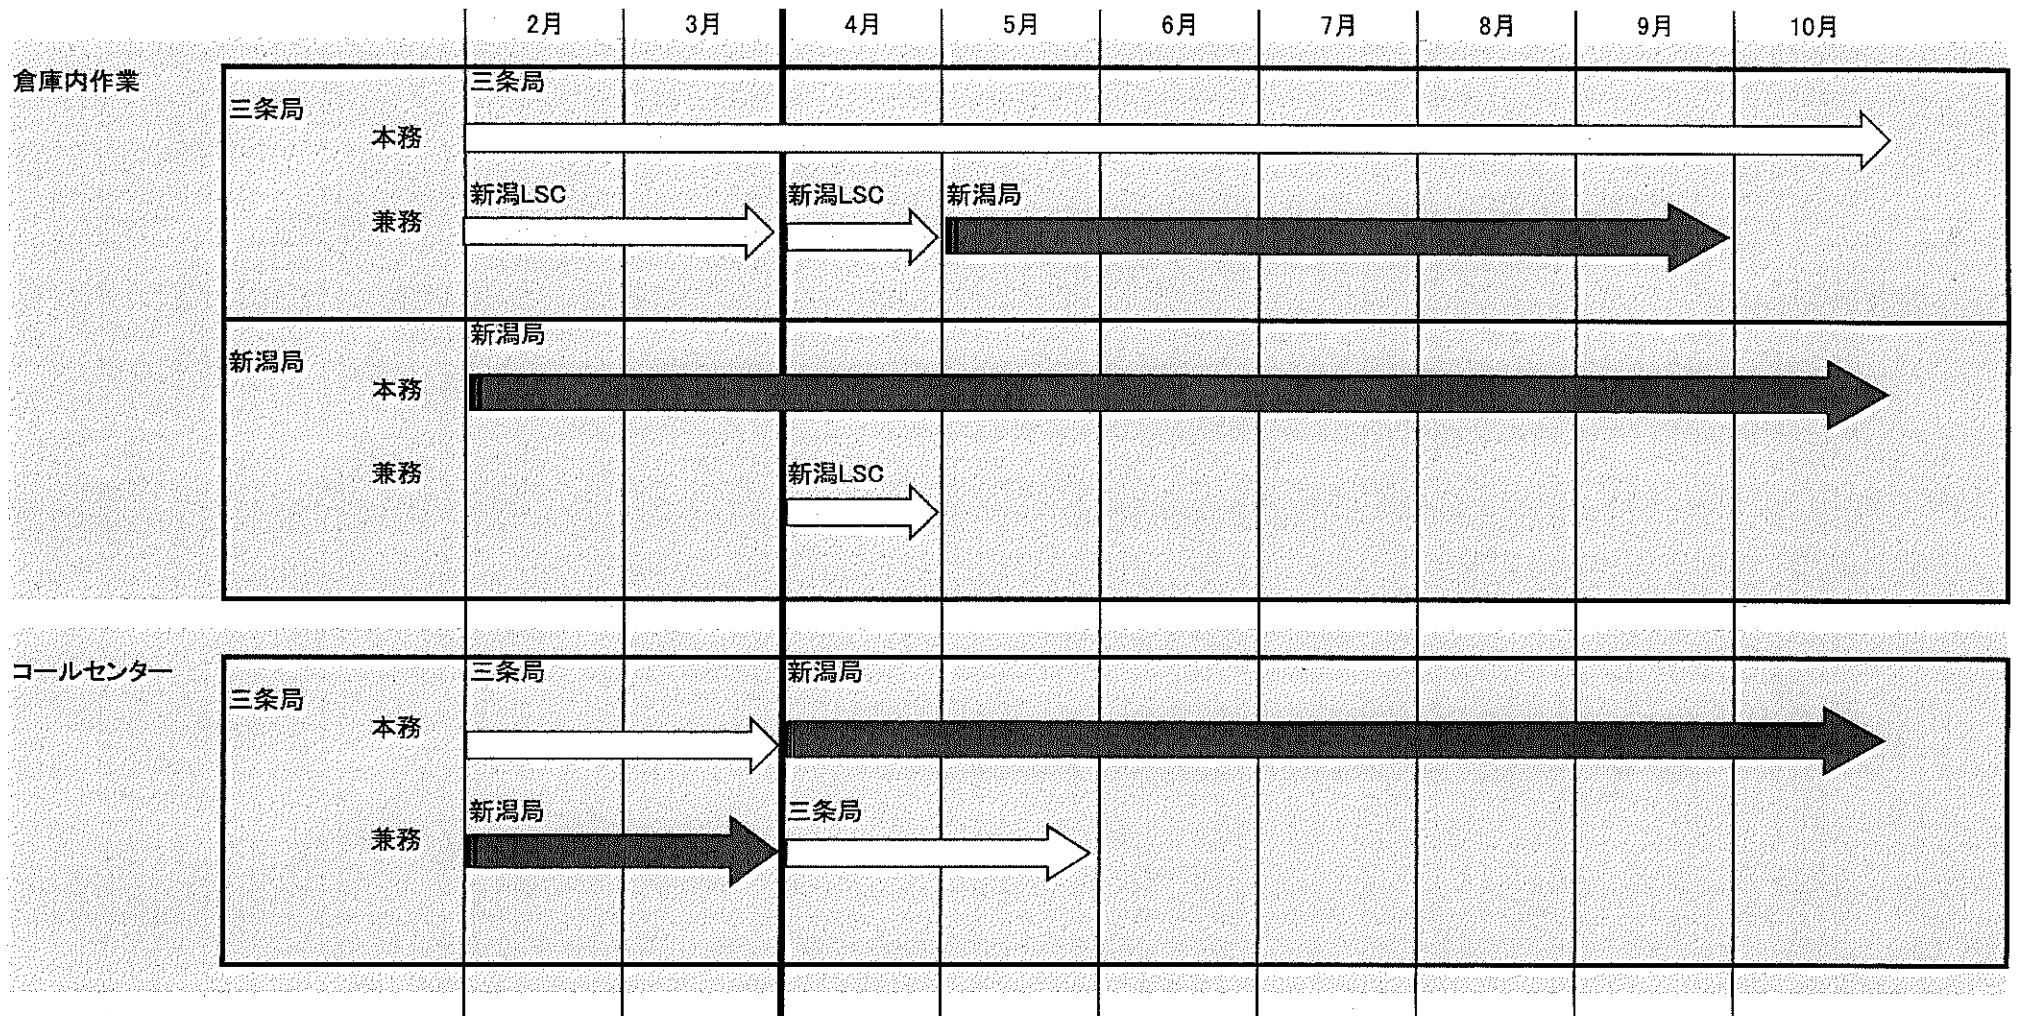 2月 3月 4月 5月 6月 7月 8月 9月 10月
倉庫内作業
三条局
三条局
本務
新潟LSC 新潟LSC 新潟局
兼務
新潟局
新潟局
本務
新潟LSC
兼務
コールセンター
三条局 新潟局
三条局
本務
新潟局 三条局
兼務